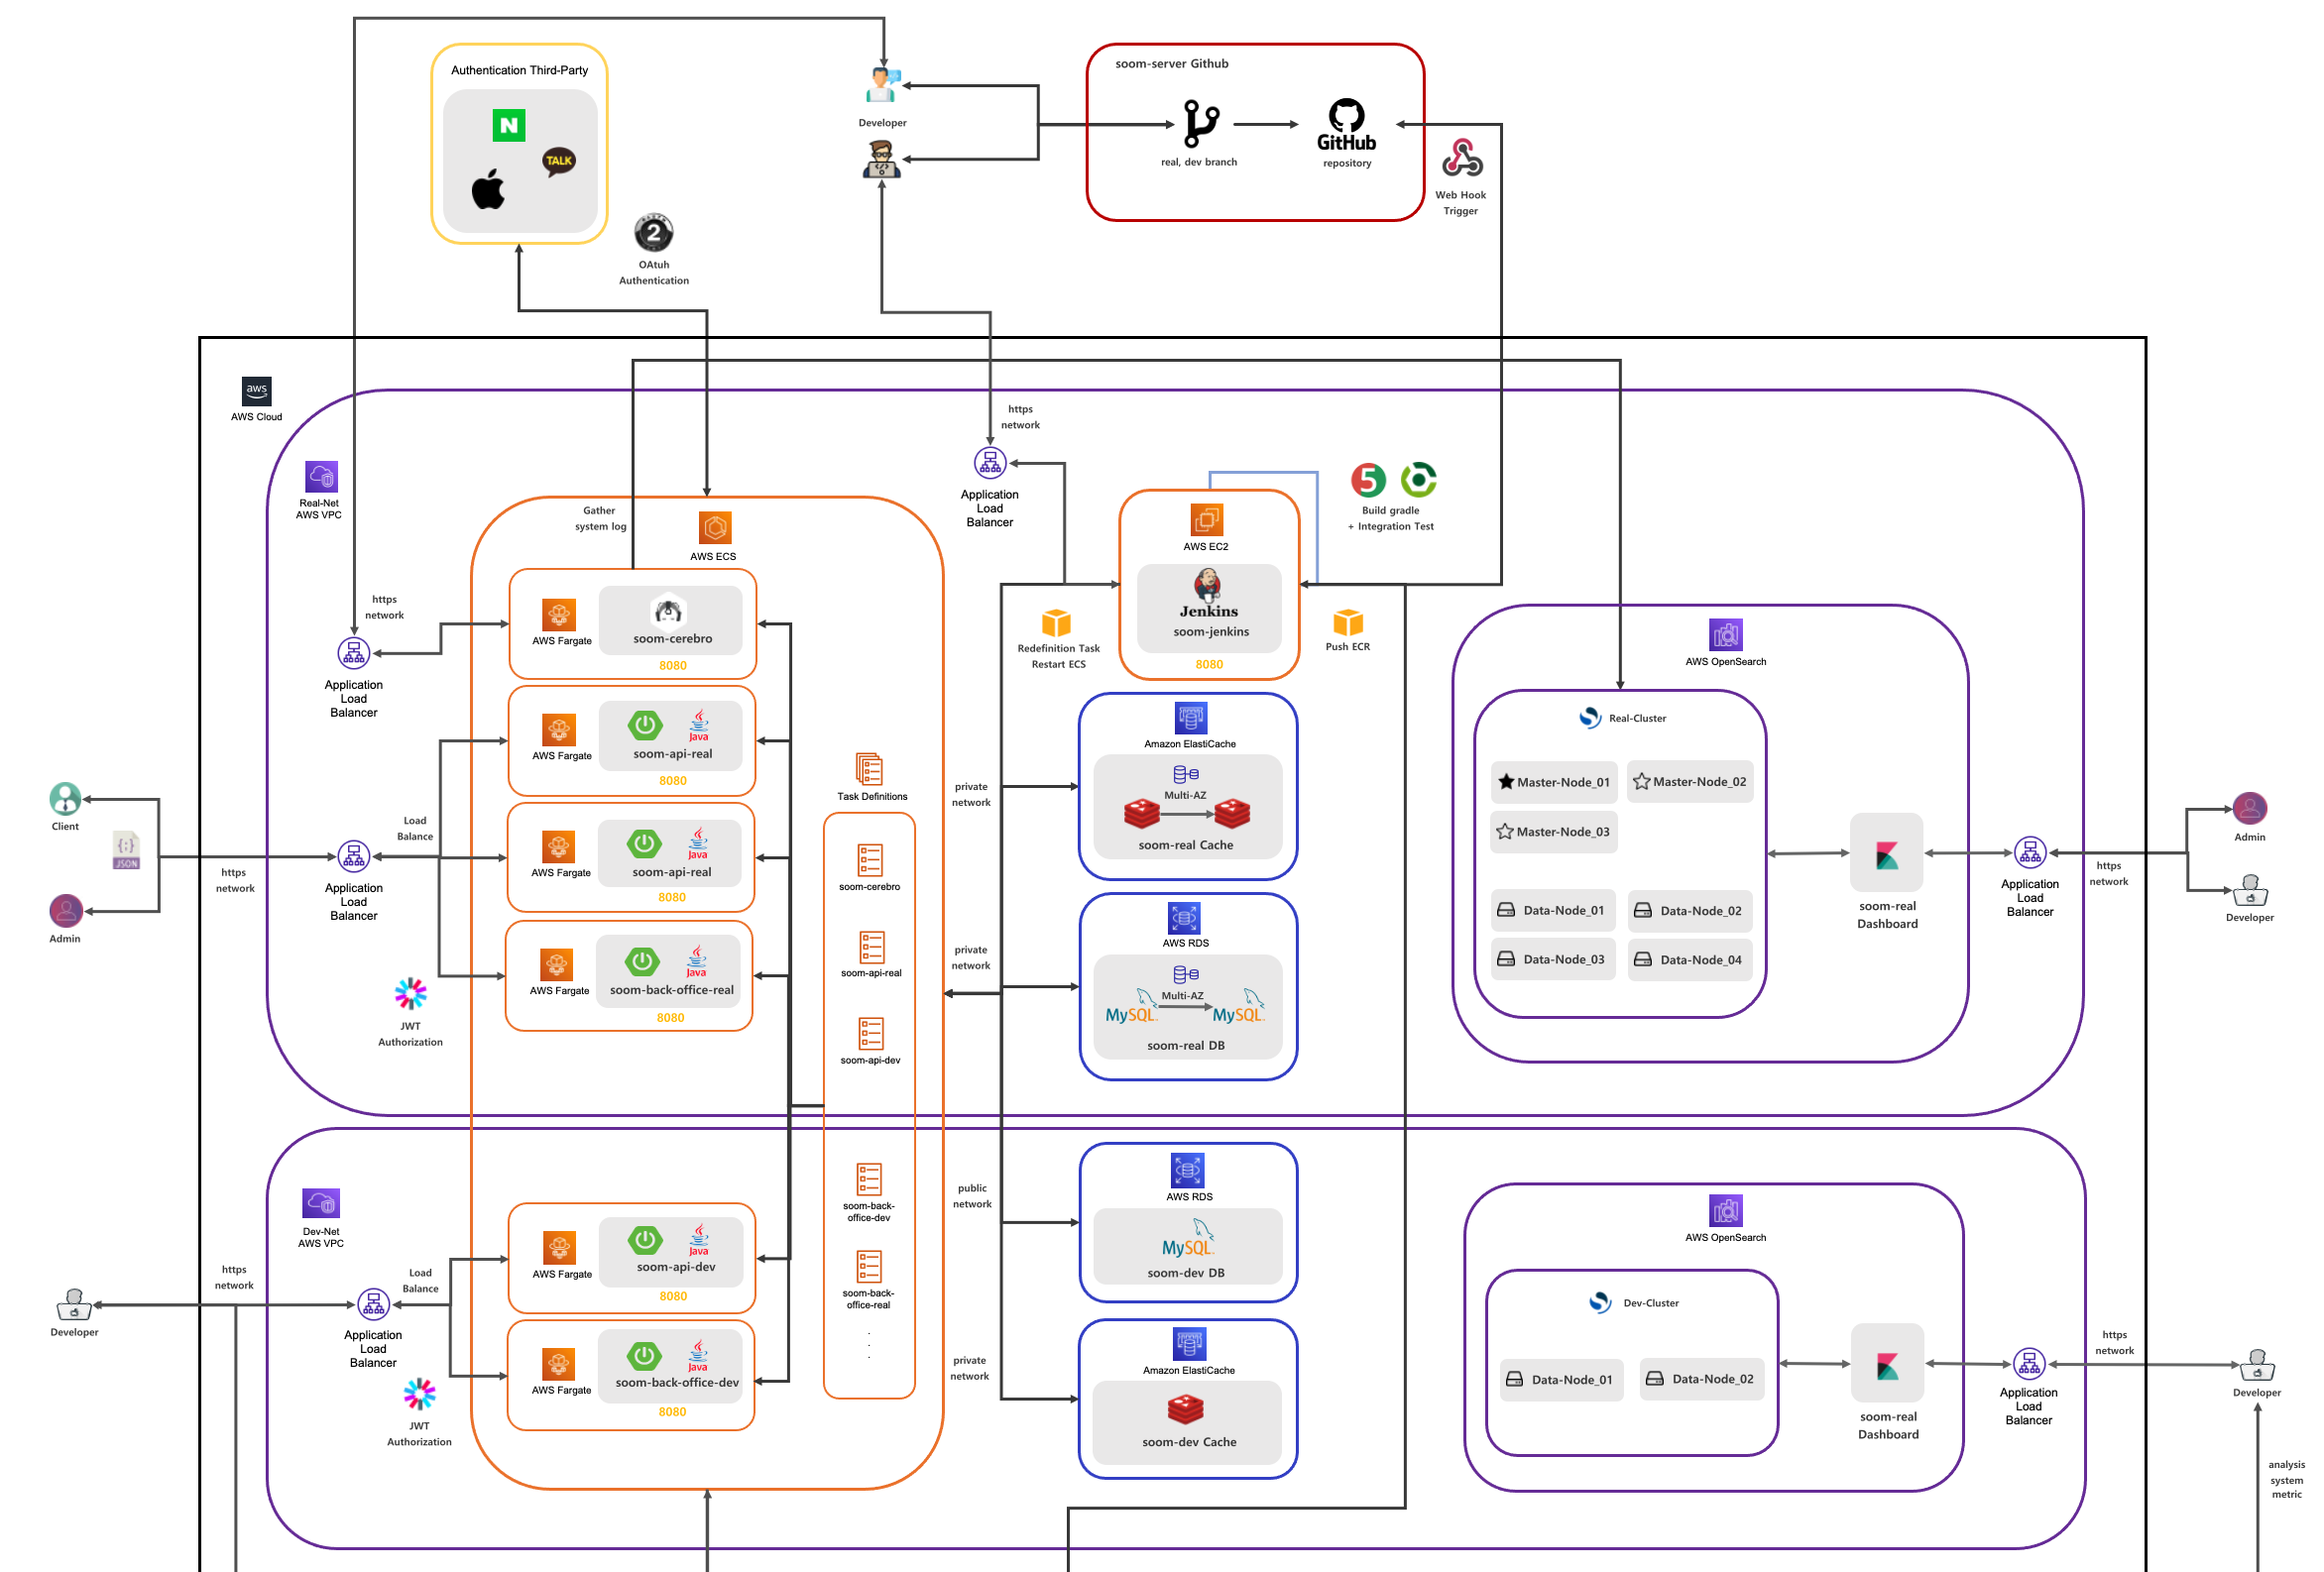 Authentication Third-Party
N
TALK
2
OAtuh
Authentication
Developer
soom-server Github
real, dev branch
GitHub
repository
Web Hook
Trigger
aws
AWS Cloud
Real-Net
AWS VPC
https
network
Application
Load
Balancer
Gather
system log
AWS ECS
AWS Fargate
soom-cerebro
8080
https
network
Application
Load
Balancer
AWS Fargate
Java
soom-api-real
8080
AWS Fargate
Java
soom-api-real
8080
AWS Fargate
Java
soom-back-office-real
8080
Client
JSON
Admin
https
network
Load
Balance
Application
Load
Balancer
JWT
Authorization
Task Definitions
soom-cerebro
soom-api-real
soom-api-dev
soom-back-
office-dev
soom-back-
office-real
.
.
.
AWS EC2
Jenkins
soom-jenkins
8080
5
Build gradle
+ Integration Test
Redefinition Task
Restart ECS
Push ECR
private
network
Amazon ElastiCache
Multi-AZ
soom-real Cache
private
network
AWS RDS
Multi-AZ
MySQL
MySQL
soom-real DB
AWS OpenSearch
Real-Cluster
Master-Node_01
Master-Node_02
Master-Node_03
Data-Node_01
Data-Node_02
Data-Node_03
Data-Node_04
soom-real
Dashboard
Application
Load
Balancer
https
network
Admin
Developer
Dev-Net
AWS VPC
https
network
Developer
Load
Balance
Application
Load
Balancer
JWT
Authorization
AWS Fargate
Java
soom-api-dev
8080
AWS Fargate
Java
soom-back-office-dev
8080
public
network
AWS RDS
MySQL
soom-dev DB
private
network
Amazon ElastiCache
soom-dev Cache
AWS OpenSearch
Dev-Cluster
Data-Node_01
Data-Node_02
soom-real
Dashboard
Application
Load
Balancer
https
network
Developer
analysis
system
metric